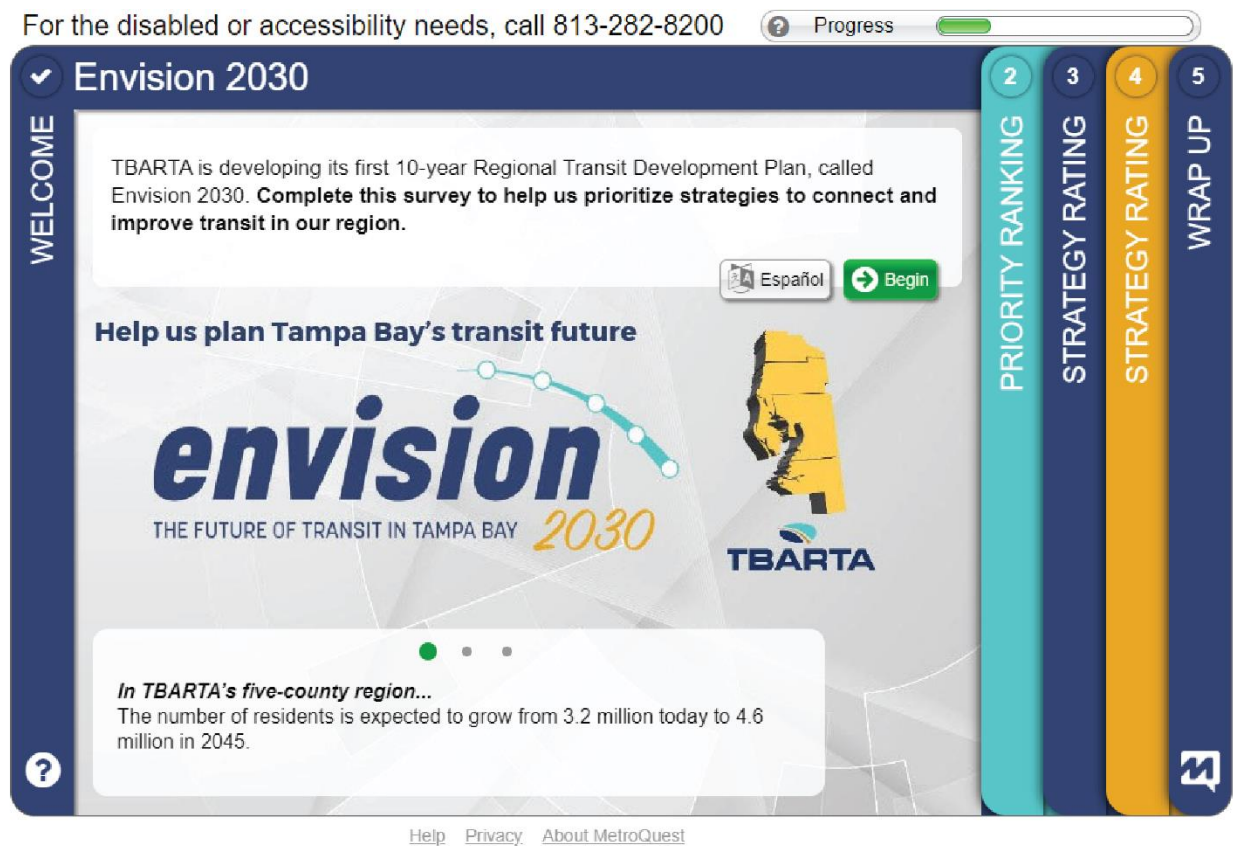 For the disabled or accessibility needs, call 813-282-8200
Progress
WELCOME
Envision 2030
TBARTA is developing its first 10-year Regional Transit Development Plan, called
Envision 2030. Complete this survey to help us prioritize strategies to connect and
improve transit in our region.
Español
Begin
Help us plan Tampa Bay's transit future
envision
THE FUTURE OF TRANSIT IN TAMPA BAY 2030
TBARTA
In TBARTA's five-county region...
The number of residents is expected to grow from 3.2 million today to 4.6
million in 2045.
2
PRIORITY RANKING
3
STRATEGY RATING
4
STRATEGY RATING
5
WRAP UP
Help Privacy About MetroQuest